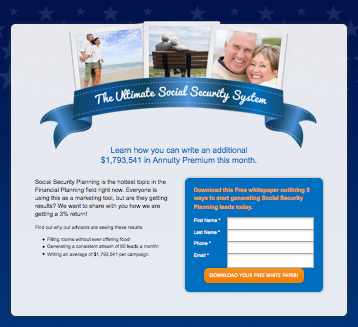 The Ultimate Social Security System
Learn how you can write an additional
$1,793,541 in Annuity Premium this month.
Social Security Planning is the hottest topic in the
Financial Planning field right now. Everyone is
using this as a marketing tool, but are they getting
results? We want to share with you how we are
getting a 3% return!
Find out why our advisors are seeing these results:
Filling rooms without ever offering food!
Generating a consistent stream of 60 leads a month!
Writing an average of $1,793,541 per campaign.
Download this Free whitepaper outlining 5
ways to start generating Social Security
Planning leads today.
First Name *
Last Name *
Phone *
Email *
DOWNLOAD YOUR FREE WHITE PAPER!